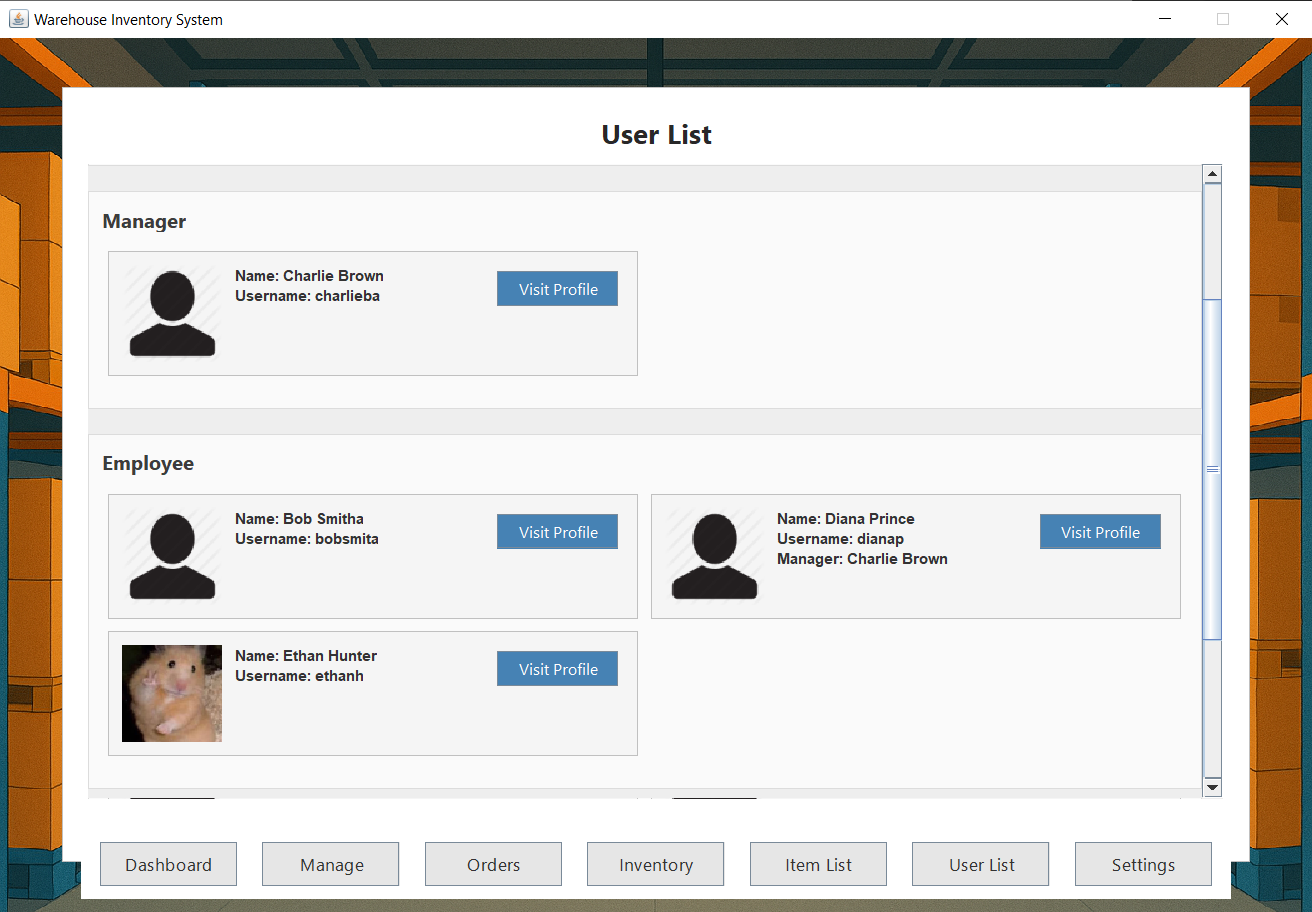 Warehouse Inventory System
User List
Manager
Name: Charlie Brown
Username: charlieba
Visit Profile
Employee
Name: Bob Smitha
Username: bobsmita
Visit Profile
Name: Diana Prince
Username: dianap
Manager: Charlie Brown
Visit Profile
Name: Ethan Hunter
Username: ethanh
Visit Profile
Dashboard
Manage
Orders
Inventory
Item List
User List
Settings